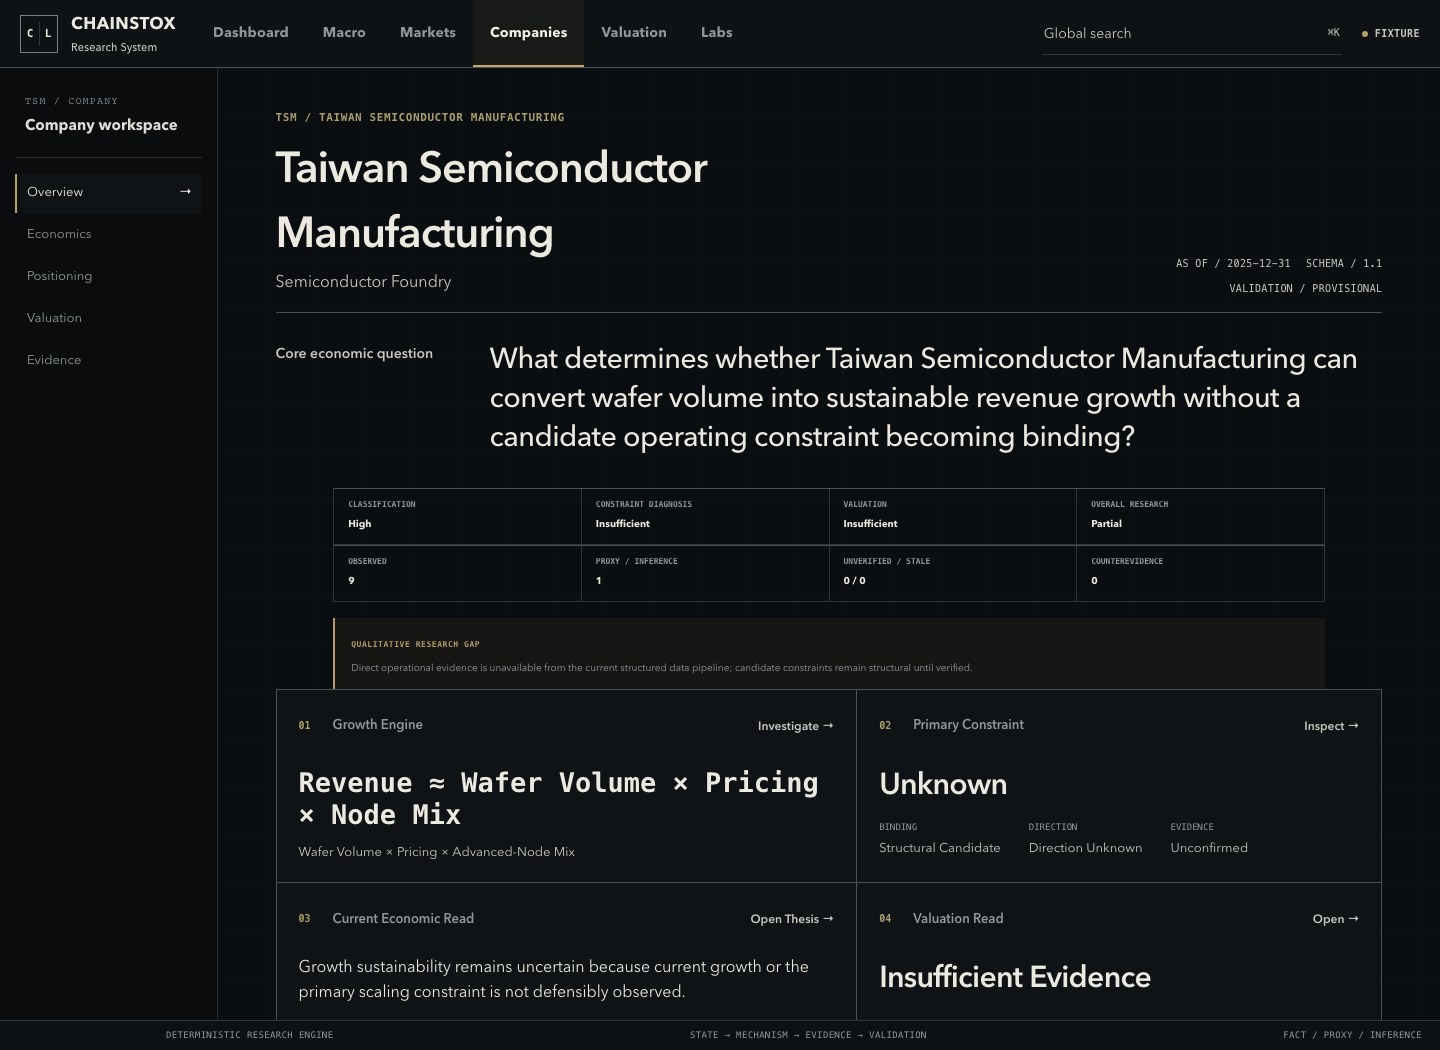 C L
CHAINSTOX
Research System
Dashboard
Macro
Markets
Companies
Valuation
Labs
Global search
⌘K
FIXTURE
TSM / COMPANY
Company workspace
Overview →
Economics
Positioning
Valuation
Evidence
TSM / TAIWAN SEMICONDUCTOR MANUFACTURING
Taiwan Semiconductor
Manufacturing
Semiconductor Foundry
AS OF / 2025-12-31 SCHEMA / 1.1
VALIDATION / PROVISIONAL
Core economic question
What determines whether Taiwan Semiconductor Manufacturing can
convert wafer volume into sustainable revenue growth without a
candidate operating constraint becoming binding?
CLASSIFICATION
High
CONSTRAINT DIAGNOSIS
Insufficient
VALUATION
Insufficient
OVERALL RESEARCH
Partial
OBSERVED
9
PROXY / INFERENCE
1
UNVERIFIED / STALE
0 / 0
COUNTEREVIDENCE
0
QUALITATIVE RESEARCH GAP
Direct operational evidence is unavailable from the current structured data pipeline; candidate constraints remain structural until verified.
01 Growth Engine
Investigate →
Revenue ≈ Wafer Volume × Pricing
× Node Mix
Wafer Volume × Pricing × Advanced-Node Mix
02 Primary Constraint
Inspect →
Unknown
BINDING
Structural Candidate
DIRECTION
Direction Unknown
EVIDENCE
Unconfirmed
03 Current Economic Read
Open Thesis →
Growth sustainability remains uncertain because current growth or the
primary scaling constraint is not defensibly observed.
04 Valuation Read
Open →
Insufficient Evidence
DETERMINISTIC RESEARCH ENGINE
STATE → MECHANISM → EVIDENCE → VALIDATION
FACT / PROXY / INFERENCE